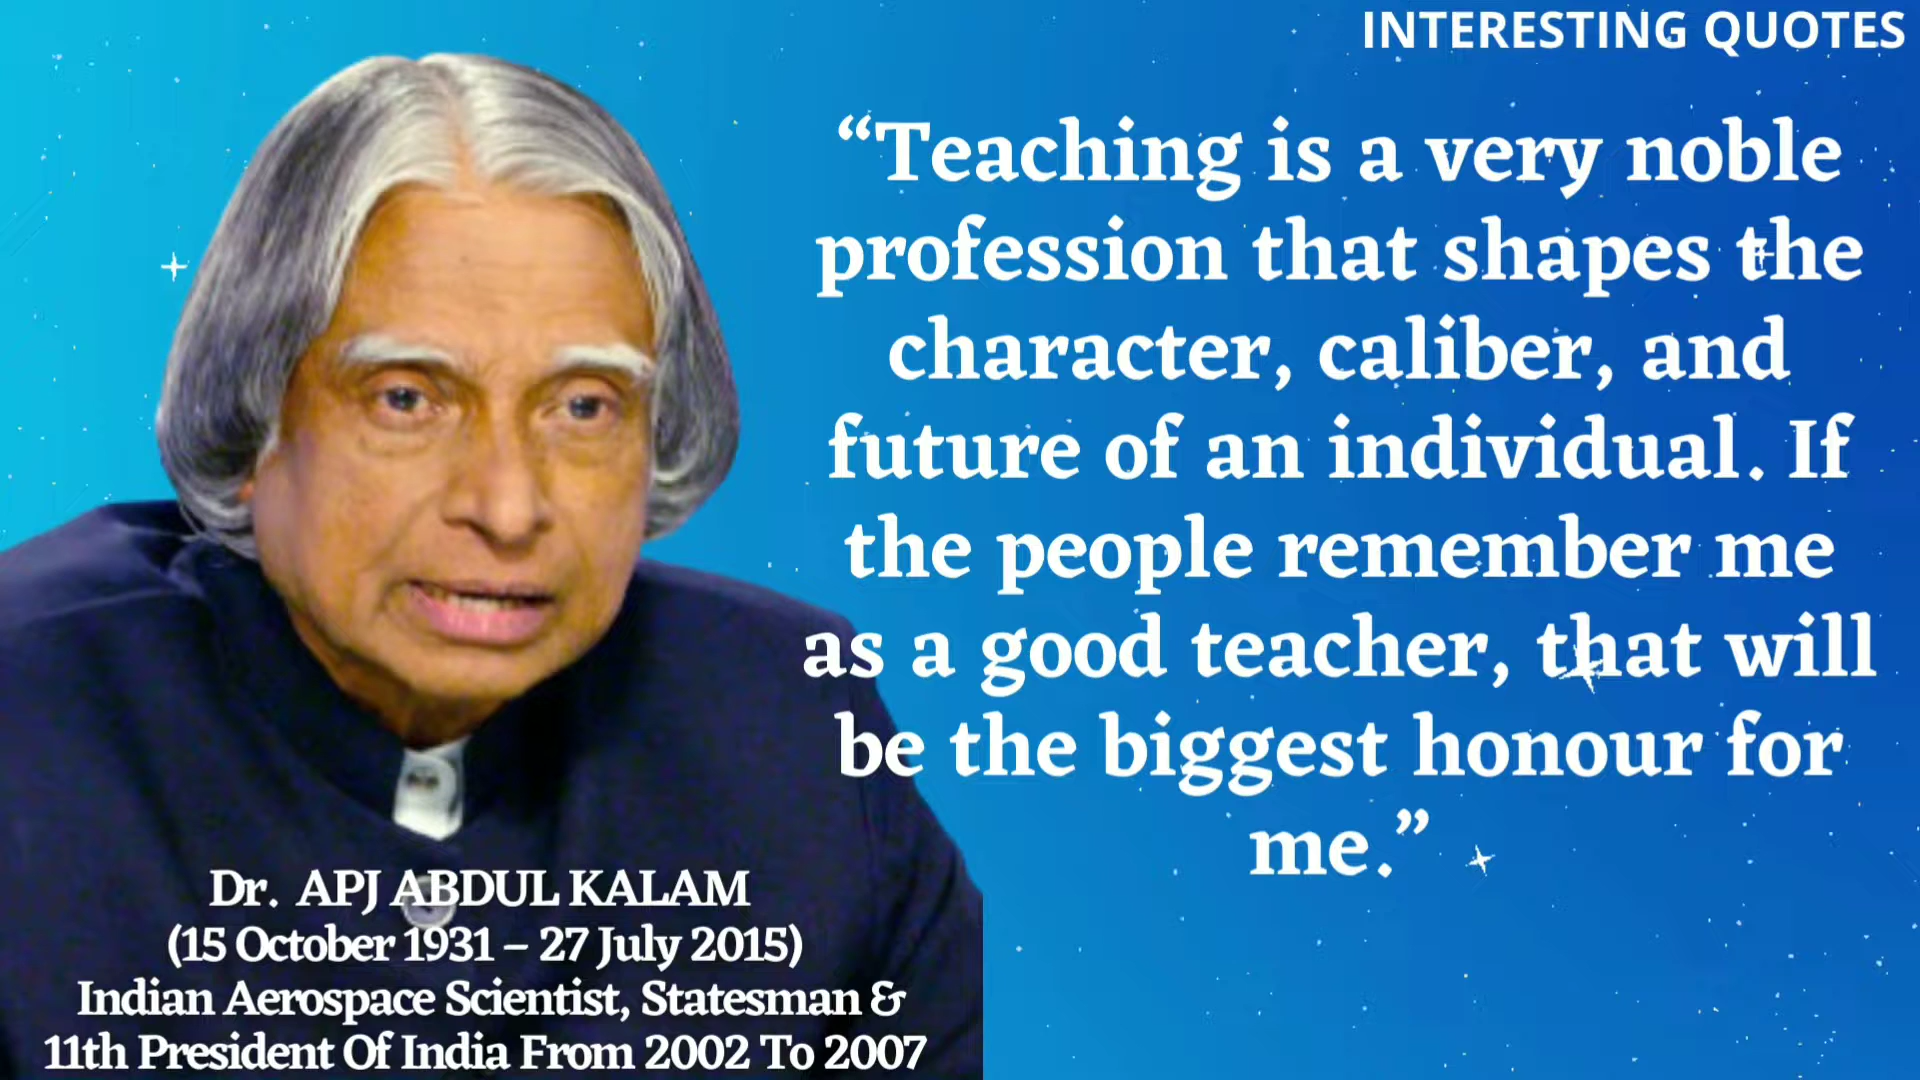 INTERESTING QUOTES
“Teaching is a very noble
profession that shapes the
character, caliber, and
future of an individual. If
the people remember me
as a good teacher, that will
be the biggest honour for
me.”
Dr. APJ ABDUL KALAM
(15 October 1931 – 27 July 2015)
Indian Aerospace Scientist, Statesman &
11th President Of India From 2002 To 2007